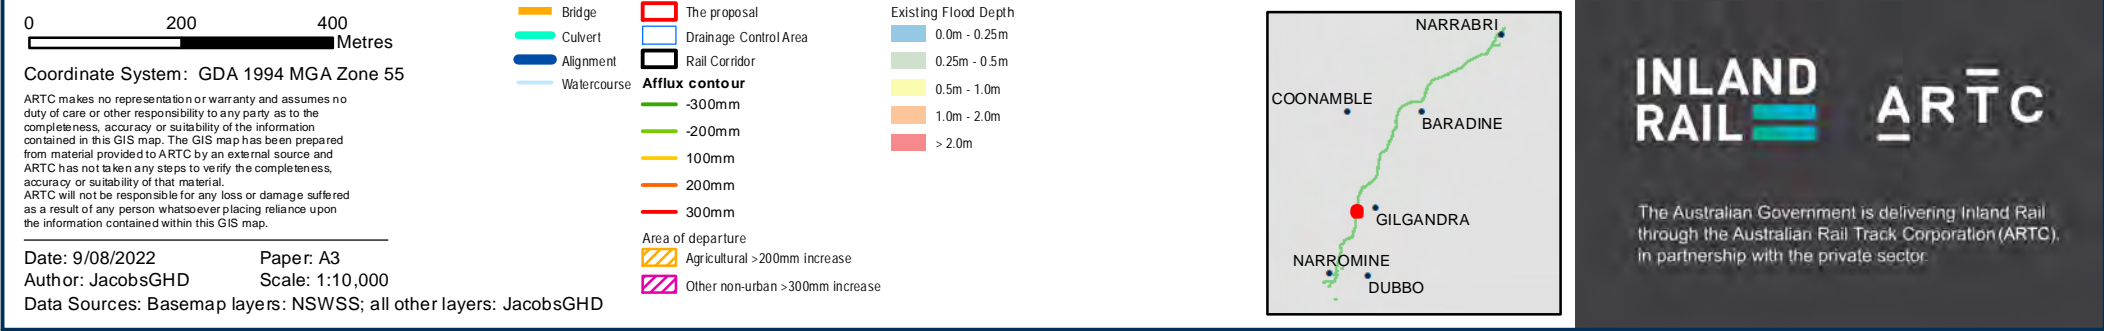 0 200 400
Metres
Coordinate System: GDA 1994 MGA Zone 55
ARTC makes no representation or warranty and assumes no
duty of care or other responsibility to any party as to the
completeness, accuracy or suitability of the information
contained in this GIS map. The GIS map has been prepared
from material provided to ARTC by an external source and
ARTC has not taken any steps to verify the completeness,
accuracy or suitability of that material.
ARTC will not be responsible for any loss or damage suffered
as a result of any person whatsoever placing reliance upon
the information contained within this GIS map.
Date: 9/08/2022 Paper: A3
Author: JacobsGHD Scale: 1:10,000
Data Sources: Basemap layers: NSWSS; all other layers: JacobsGHD
Bridge
Culvert
Alignment
Watercourse
The proposal
Drainage Control Area
Rail Corridor
Afflux contour
-300mm
-200mm
100mm
200mm
300mm
Area of departure
Agricultural >200mm increase
Other non-urban >300mm increase
Existing Flood Depth
0.0m - 0.25m
0.25m - 0.5m
0.5m - 1.0m
1.0m - 2.0m
> 2.0m
NARRABRI
COONAMBLE
BARADINE
GILGANDRA
NARROMINE
DUBBO
INLAND
RAIL
ARTC
The Australian Government is delivering Inland Rail
through the Australian Rail Track Corporation (ARTC),
in partnership with the private sector.